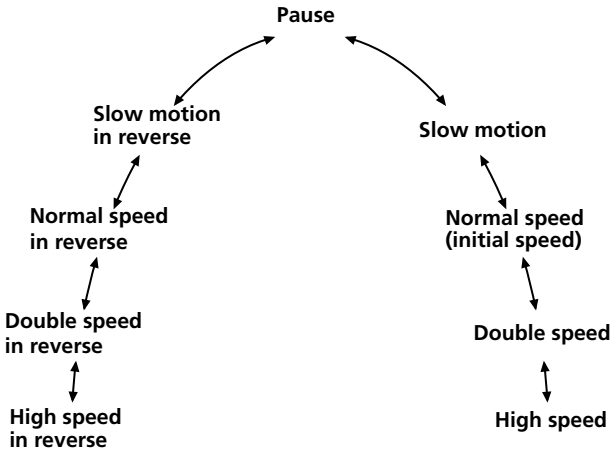 Pause
Slow motion
in reverse
Slow motion
Normal speed
in reverse
Normal speed
(initial speed)
Double speed
in reverse
Double speed
High speed
in reverse
High speed